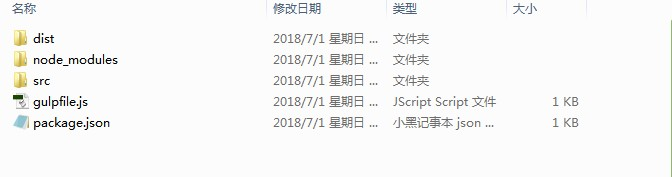 名称 修改日期 类型 大小
dist 2018/7/1 星期日 ... 文件夹
node_modules 2018/7/1 星期日 ... 文件夹
src 2018/7/1 星期日 ... 文件夹
gulpfile.js 2018/7/1 星期日 ... JScript Script 文件 1 KB
package.json 2018/7/1 星期日 ... 小黑记事本 json ... 1 KB